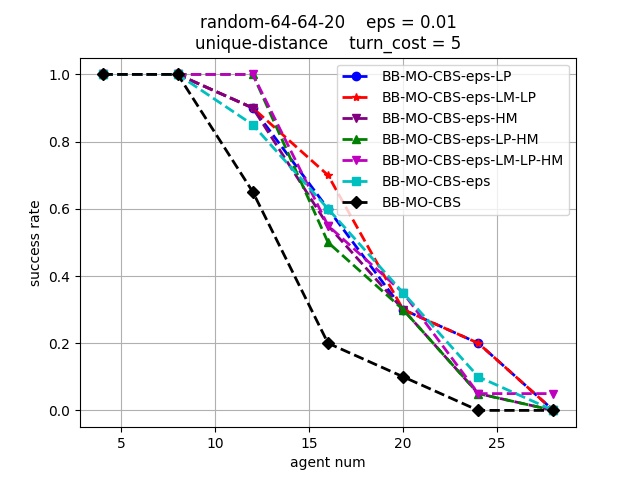 random-64-64-20    eps = 0.01
unique-distance    turn_cost = 5
BB-MO-CBS-eps-LP
BB-MO-CBS-eps-LM-LP
BB-MO-CBS-eps-HM
BB-MO-CBS-eps-LP-HM
BB-MO-CBS-eps-LM-LP-HM
BB-MO-CBS-eps
BB-MO-CBS
success rate
1.0
0.8
0.6
0.4
0.2
0.0
5 10 15 20 25
agent num